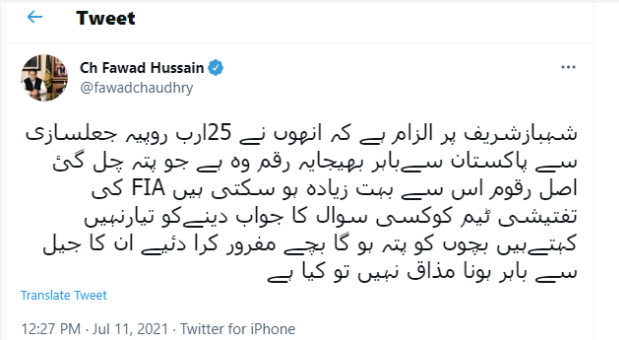 ← Tweet
Ch Fawad Hussain
@fawadchaudhry
شہبازشریف پر الزام ہے کہ انھوں نے 25ارب روپیہ جعلسازی
سے پاکستان سےباہر بھیجایہ رقم وہ ہے جو پتہ چل گئ
اصل رقوم اس سے بہت زیادہ ہو سکتی ہیں FIA کی
تفتیشی ٹیم کوکسی سوال کا جواب دینےکو تیارنہیں
کہتےہیں بچوں کو پتہ ہو گا بچے مفرور کرا دئیے ان کا جیل
سے باہر ہونا مذاق نہیں تو کیا ہے
Translate Tweet
12:27 PM · Jul 11, 2021 · Twitter for iPhone